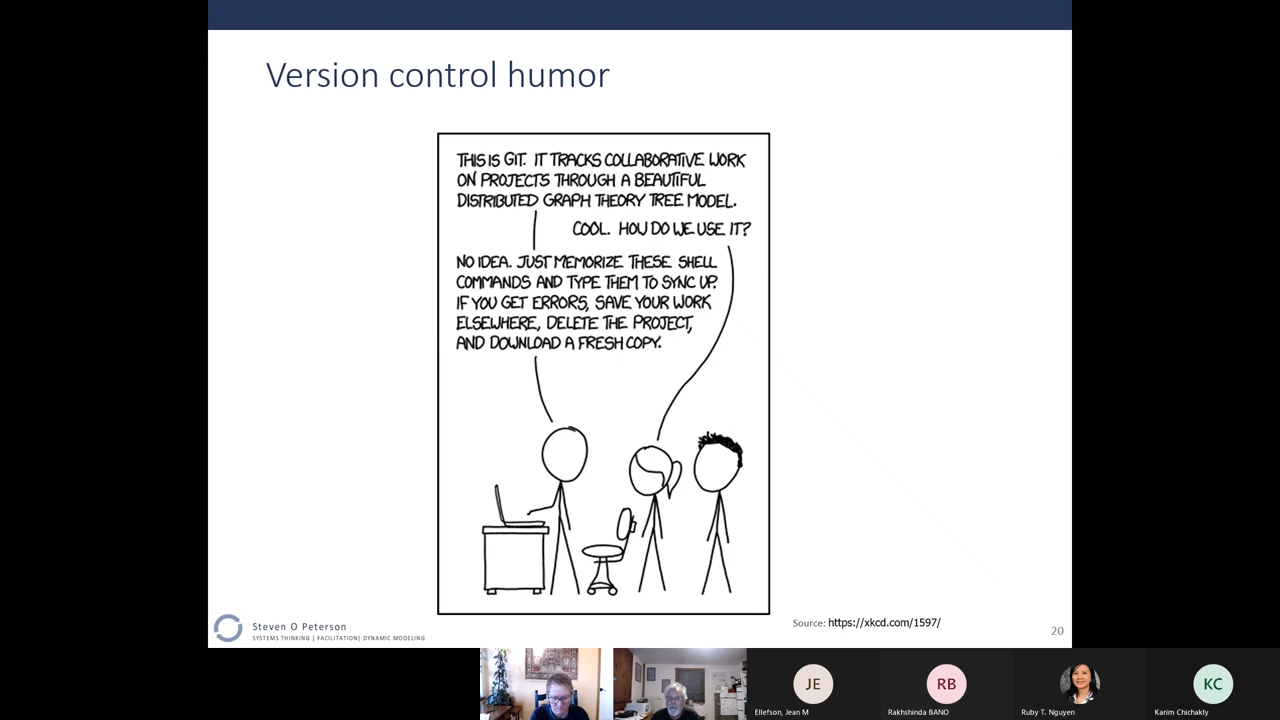 Version control humor
THIS IS GIT. IT TRACKS COLLABORATIVE WORK
ON PROJECTS THROUGH A BEAUTIFUL
DISTRIBUTED GRAPH THEORY TREE MODEL.
COOL. HOW DO WE USE IT?
NO IDEA. JUST MEMORIZE THESE SHELL
COMMANDS AND TYPE THEM TO SYNC UP.
IF YOU GET ERRORS, SAVE YOUR WORK
ELSEWHERE, DELETE THE PROJECT,
AND DOWNLOAD A FRESH COPY.
Steven O Peterson
SYSTEMS THINKING | FACILITATION| DYNAMIC MODELING
Source: https://xkcd.com/1597/
20
JE
RB
KC
Ellefson, Jean M
Rakhshinda BANO
Ruby T. Nguyen
Karim Chichakly